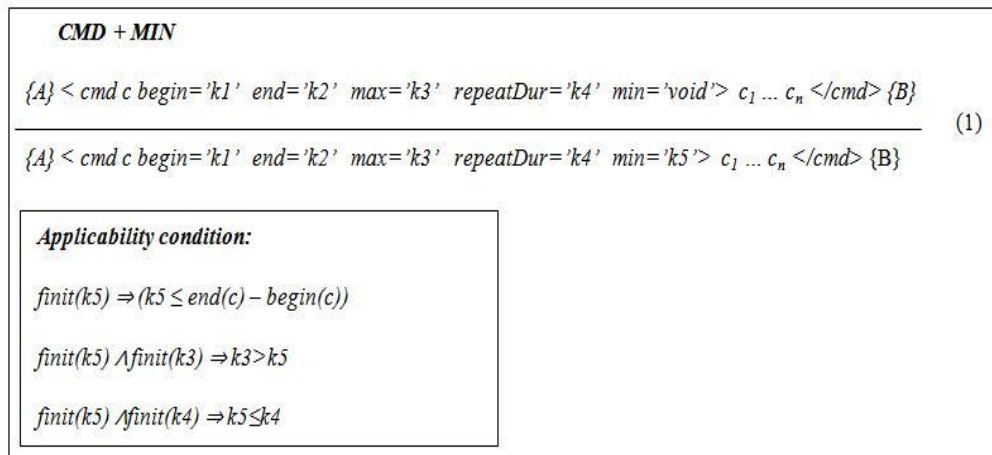 CMD + MIN
{A} < cmd c begin='k1' end='k2' max='k3' repeatDur='k4' min='void'> c1 ... cn </cmd> {B}
(1)
{A} < cmd c begin='k1' end='k2' max='k3' repeatDur='k4' min='k5'> c1 ... cn </cmd> {B}
Applicability condition:
finit(k5) ⇒ (k5 ≤ end(c) – begin(c))
finit(k5) ∧finit(k3) ⇒ k3>k5
finit(k5) ∧finit(k4) ⇒ k5≤k4